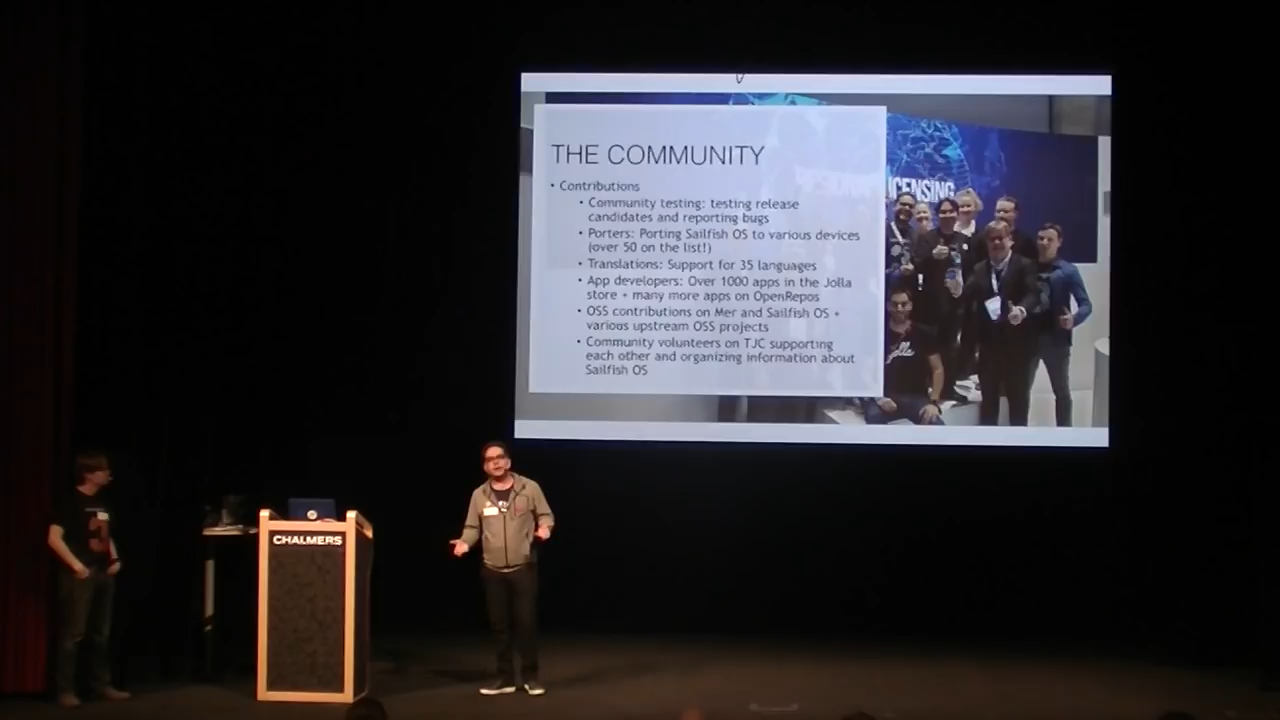 THE COMMUNITY
• Contributions
• Community testing: testing release
candidates and reporting bugs
• Porters: Porting Sailfish OS to various devices
(over 50 on the list!)
• Translations: Support for 35 languages
• App developers: Over 1000 apps in the Jolla
store + many more apps on OpenRepos
• OSS contributions on Mer and Sailfish OS +
various upstream OSS projects
• Community volunteers on TJC supporting
each other and organizing information about
Sailfish OS
LICENSING
CHALMERS